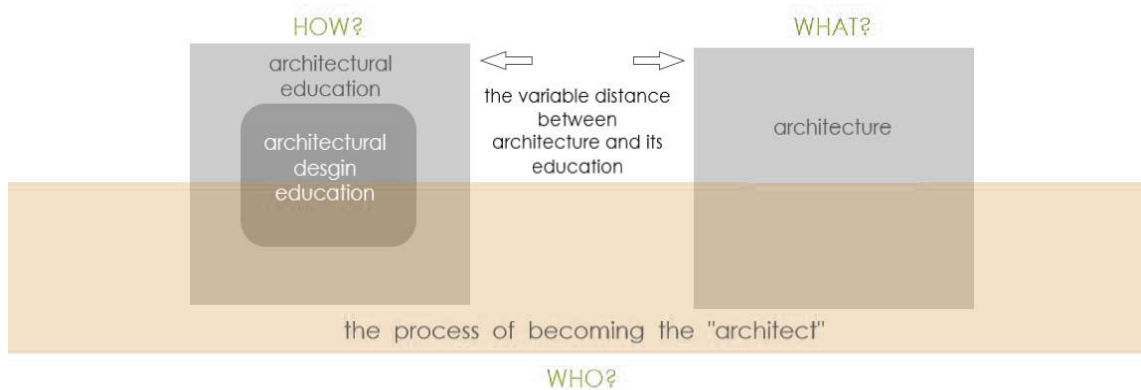 HOW?
architectural
education
architectural
desgin
education
the variable distance
between
architecture and its
education
WHAT?
architecture
the process of becoming the "architect"
WHO?